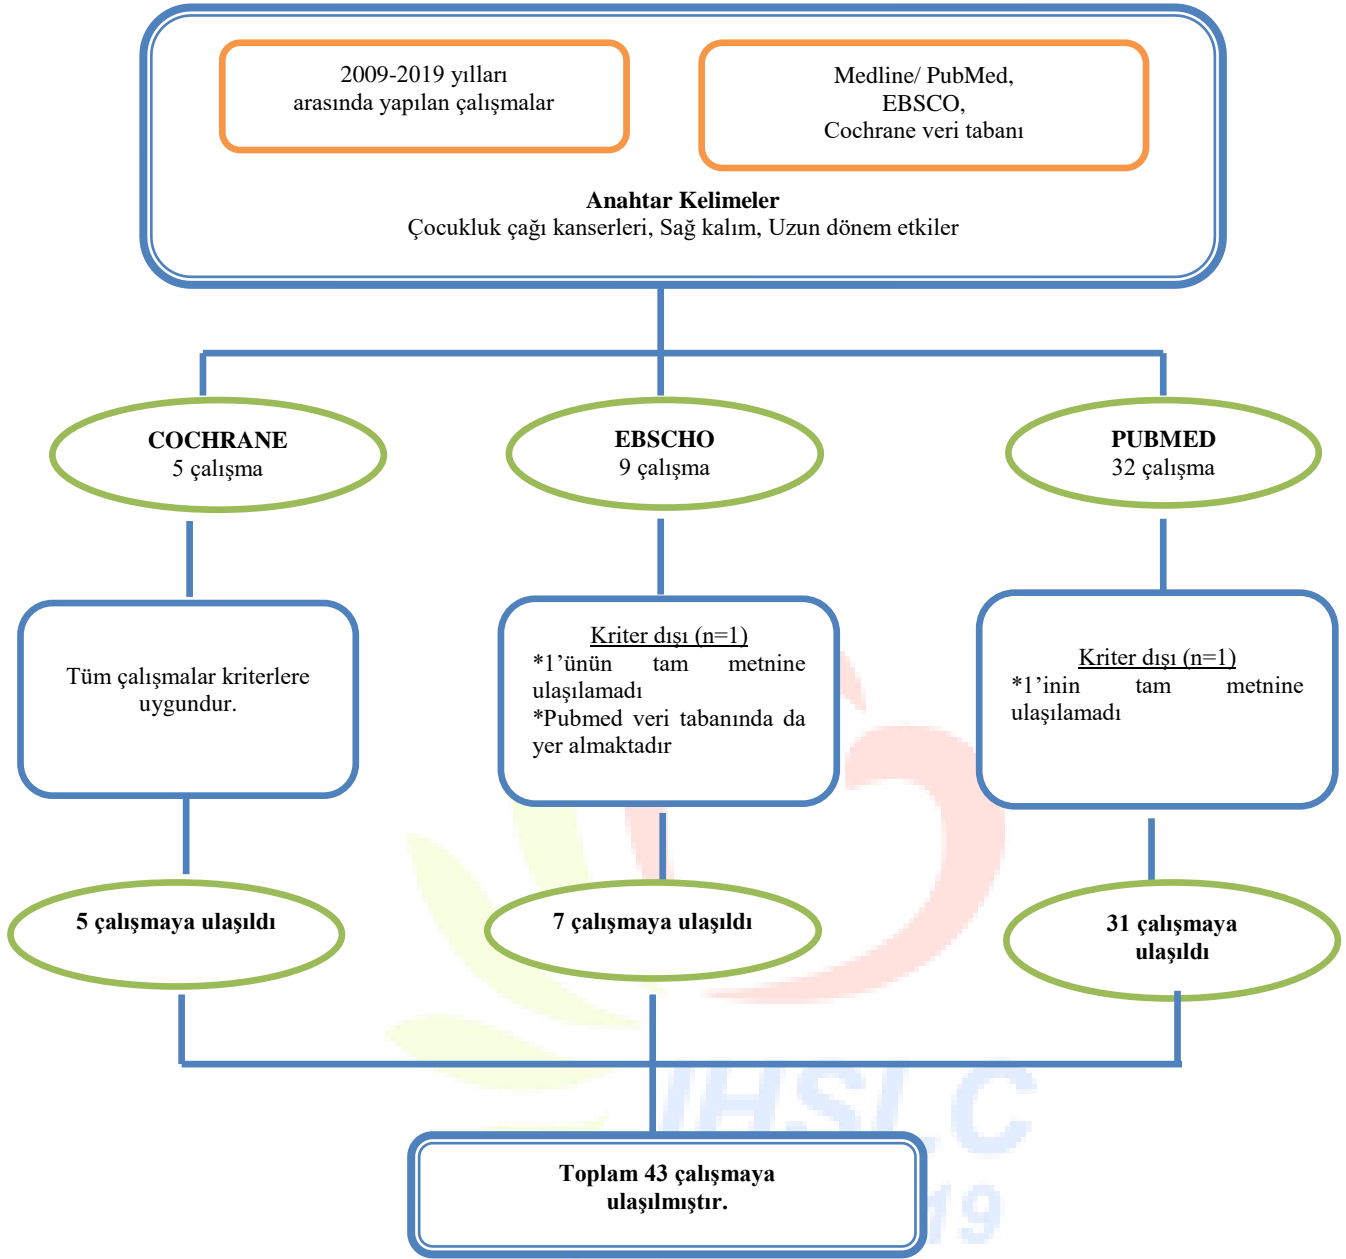 2009-2019 yılları
arasında yapılan çalışmalar
Medline/ PubMed,
EBSCO,
Cochrane veri tabanı
Anahtar Kelimeler
Çocukluk çağı kanserleri, Sağ kalım, Uzun dönem etkiler
COCHRANE
5 çalışma
EBSCHO
9 çalışma
PUBMED
32 çalışma
Tüm çalışmalar kriterlere
uygundur.
Kriter dışı (n=1)
*1’ünün tam metnine
ulaşılamadı
*Pubmed veri tabanında da
yer almaktadır
Kriter dışı (n=1)
*1’inin tam metnine
ulaşılamadı
5 çalışmaya ulaşıldı
7 çalışmaya ulaşıldı
31 çalışmaya
ulaşıldı
IHSLC
Toplam 43 çalışmaya
ulaşılmıştır.
19